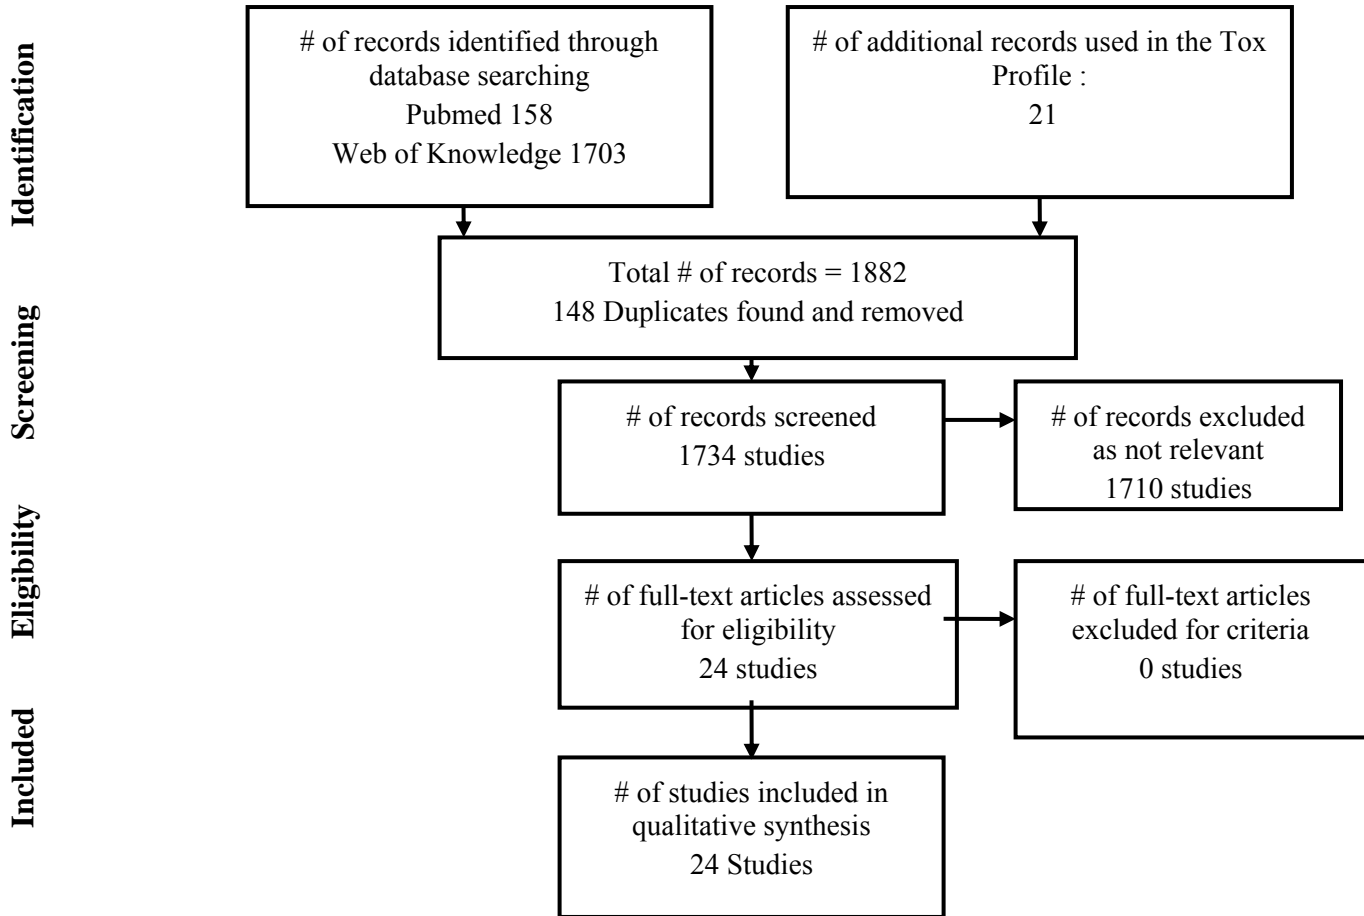 Identification
# of records identified through
database searching
Pubmed 158
Web of Knowledge 1703
# of additional records used in the Tox
Profile :
21
Screening
Total # of records = 1882
148 Duplicates found and removed
# of records screened
1734 studies
# of records excluded
as not relevant
1710 studies
Eligibility
# of full-text articles assessed
for eligibility
24 studies
# of full-text articles
excluded for criteria
0 studies
Included
# of studies included in
qualitative synthesis
24 Studies